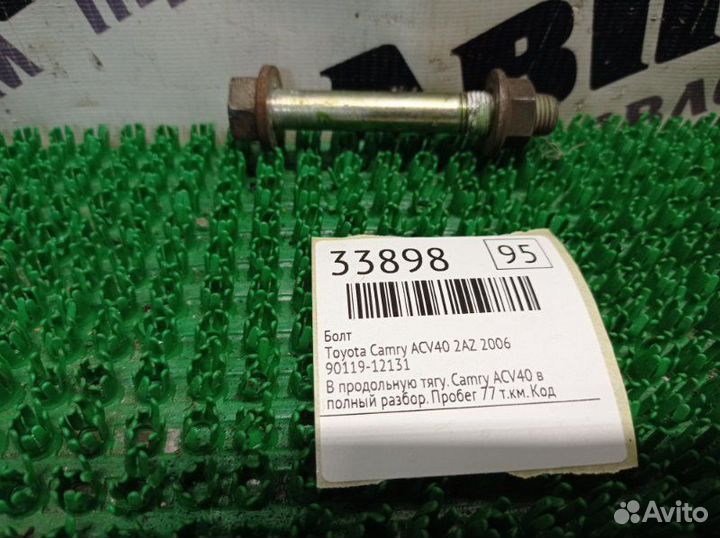 33898
95
Болт
Toyota Camry ACV40 2AZ 2006
90119-12131
В продольную тягу. Camry ACV40 в
полный разбор. Пробег 77 т.км. Код
Avito